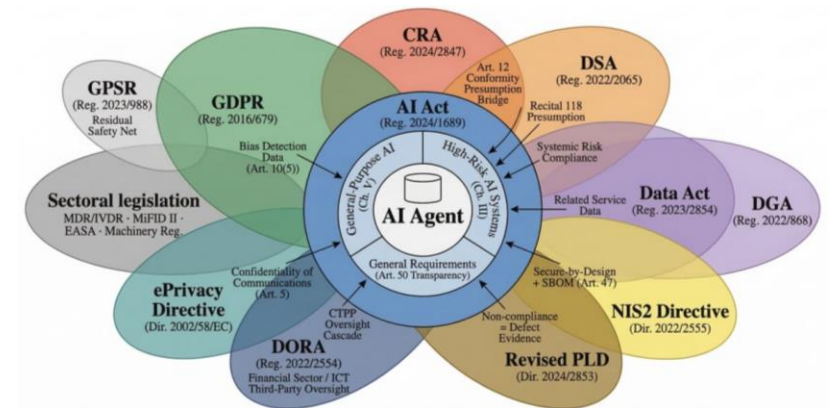 CRA
(Reg. 2024/2847)
Art. 12
Conformity
Presumption
Bridge
DSA
(Reg. 2022/2065)
GPSR
(Reg. 2023/988)
Residual
Safety Net
GDPR
(Reg. 2016/679)
AI Act
(Reg. 2024/1689)
Recital 118
Presumption
Bias Detection
Data
(Art. 10(5))
Systemic Risk
Compliance
General-Purpose AI
(Ch. V)
High-Risk AI Systems
(Ch. III)
AI Agent
Sectoral legislation
MDR/IVDR · MiFID II ·
EASA · Machinery Reg.
Related Service
Data
Data Act
(Reg. 2023/2854)
DGA
(Reg. 2022/868)
General Requirements
(Art. 50 Transparency)
Confidentiality of
Communications
(Art. 5)
Secure-by-Design
+ SBOM (Art. 47)
ePrivacy
Directive
(Dir. 2002/58/EC)
CTPP
Oversight
Cascade
Non-compliance
= Defect
Evidence
NIS2 Directive
(Dir. 2022/2555)
DORA
(Reg. 2022/2554)
Financial Sector / ICT
Third-Party Oversight
Revised PLD
(Dir. 2024/2853)